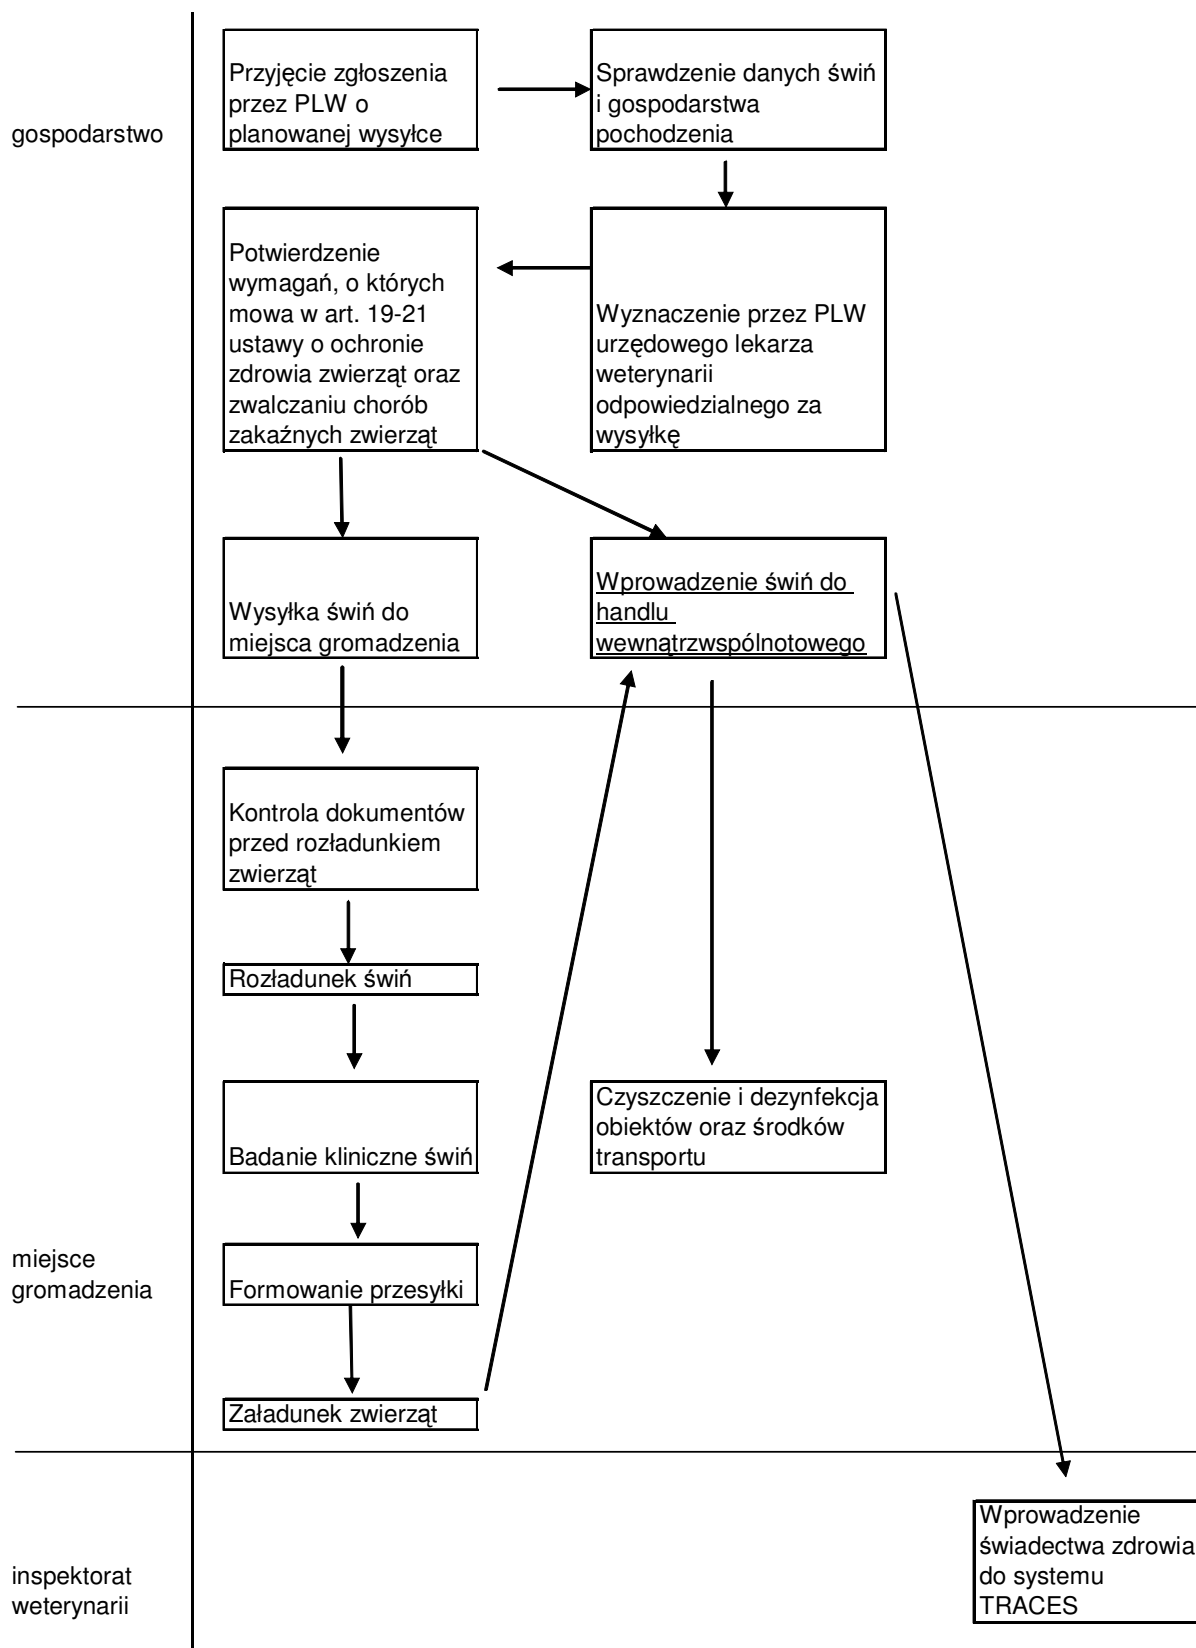 gospodarstwo
Przyjęcie zgłoszenia
przez PLW o
planowanej wysyłce
Sprawdzenie danych świń
i gospodarstwa
pochodzenia
Potwierdzenie
wymagań, o których
mowa w art. 19-21
ustawy o ochronie
zdrowia zwierząt oraz
zwalczaniu chorób
zakaźnych zwierząt
Wyznaczenie przez PLW
urzędowego lekarza
weterynarii
odpowiedzialnego za
wysyłkę
Wysyłka świń do
miejsca gromadzenia
Wprowadzenie świń do
handlu
wewnątrzwspólnotowego
Kontrola dokumentów
przed rozładunkiem
zwierząt
Rozładunek świń
Badanie kliniczne świń
Czyszczenie i dezynfekcja
obiektów oraz środków
transportu
miejsce
gromadzenia
Formowanie przesyłki
Załadunek zwierząt
inspektorat
weterynarii
Wprowadzenie
świadectwa zdrowia
do systemu
TRACES